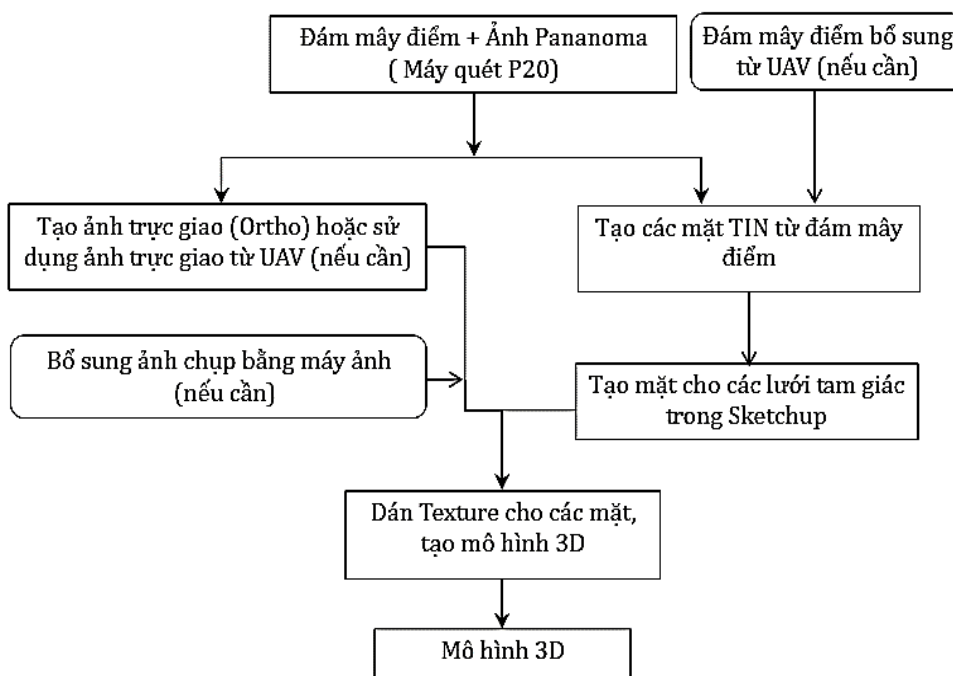 Đám mây điểm + Ảnh Pananoma
( Máy quét P20)
Đám mây điểm bổ sung
từ UAV (nếu cần)
Tạo ảnh trực giao (Ortho) hoặc sử
dụng ảnh trực giao từ UAV (nếu cần)
Tạo các mặt TIN từ đám mây
điểm
Bổ sung ảnh chụp bằng máy ảnh
(nếu cần)
Tạo mặt cho các lưới tam giác
trong Sketchup
Dán Texture cho các mặt,
tạo mô hình 3D
Mô hình 3D